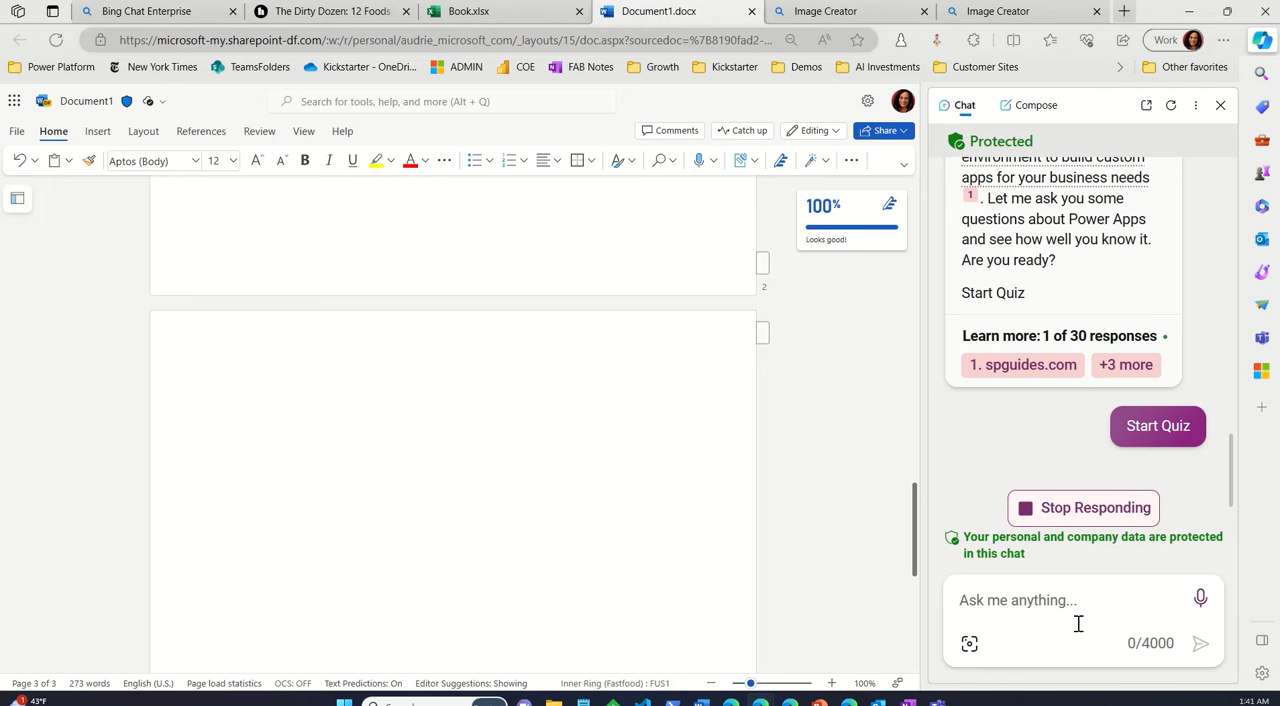 Bing Chat Enterprise
The Dirty Dozen: 12 Foods
Book.xlsx
Document1.docx
Image Creator
Image Creator
https://microsoft-my.sharepoint-df.com/:w:/r/personal/audrie_microsoft.com/_layouts/15/doc.aspx?sourcedoc=%7B8190fad2-...
Work
Power Platform
New York Times
TeamsFolders
Kickstarter - OneDri...
ADMIN
COE
FAB Notes
Growth
Kickstarter
Demos
AI Investments
Customer Sites
Other favorites
Document1
Search for tools, help, and more (Alt + Q)
File
Home
Insert
Layout
References
Review
View
Help
Comments
Catch up
Editing
Share
Aptos (Body)
12
100%
Looks good!
2
Chat
Compose
Protected
environment to build custom
apps for your business needs
1 . Let me ask you some
questions about Power Apps
and see how well you know it.
Are you ready?
Start Quiz
Learn more: 1 of 30 responses
1. spguides.com
+3 more
Start Quiz
Stop Responding
Your personal and company data are protected
in this chat
Ask me anything...
0/4000
Page 3 of 3
273 words
English (U.S.)
Page load statistics
OCS: OFF
Text Predictions: On
Editor Suggestions: Showing
Inner Ring (Fastfood) : FUS1
100%
43°F
1:41 AM